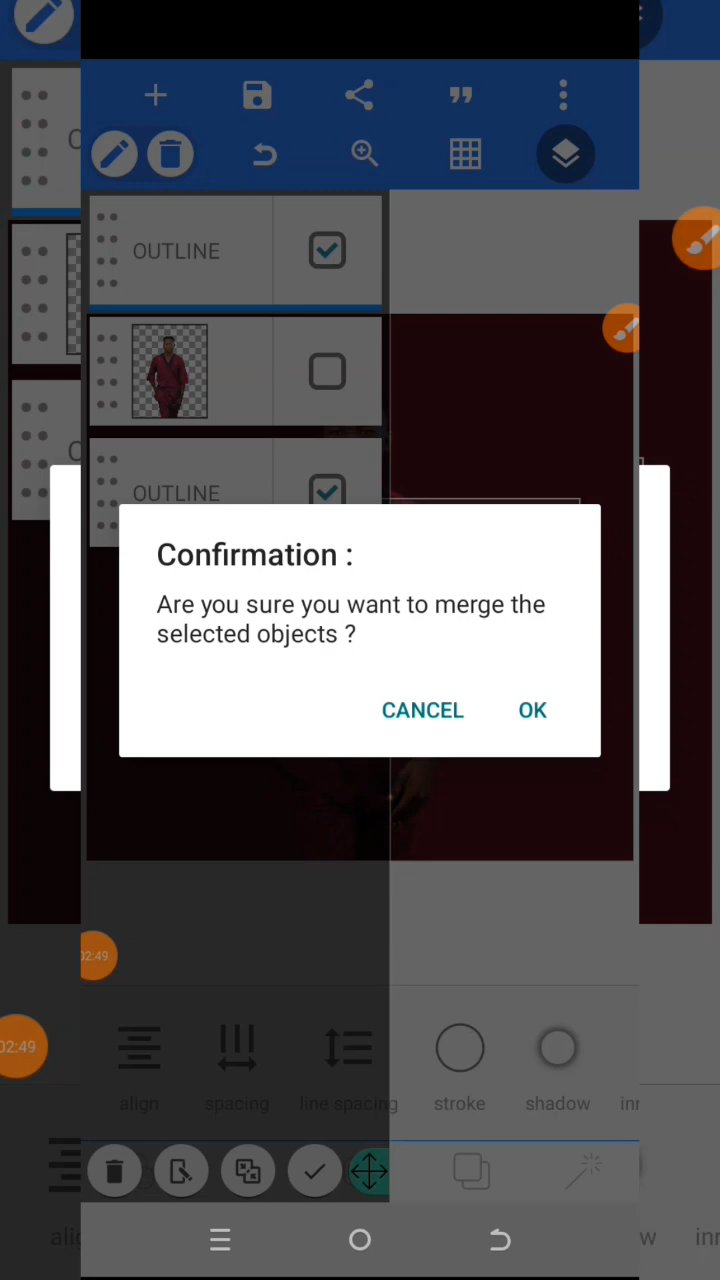 OUTLINE
OUTLINE
Confirmation :
Are you sure you want to merge the
selected objects ?
CANCEL
OK
02:49
02:49
align
spacing
line spacing
stroke
shadow